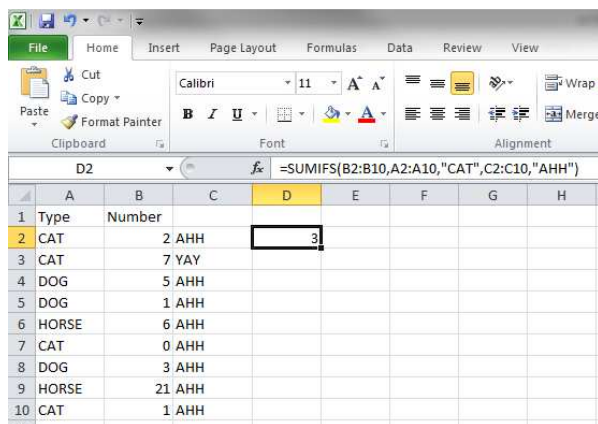 File Home Insert Page Layout Formulas Data Review View
Cut
Copy
Format Painter
Paste
Calibri 11 A A
B I U A
Wrap
Merge
Clipboard Font Alignment
D2 fx =SUMIFS(B2:B10,A2:A10,"CAT",C2:C10,"AHH")
A B C D E F G H
1 Type Number
2 CAT 2 AHH 3
3 CAT 7 YAY
4 DOG 5 AHH
5 DOG 1 AHH
6 HORSE 6 AHH
7 CAT 0 AHH
8 DOG 3 AHH
9 HORSE 21 AHH
10 CAT 1 AHH